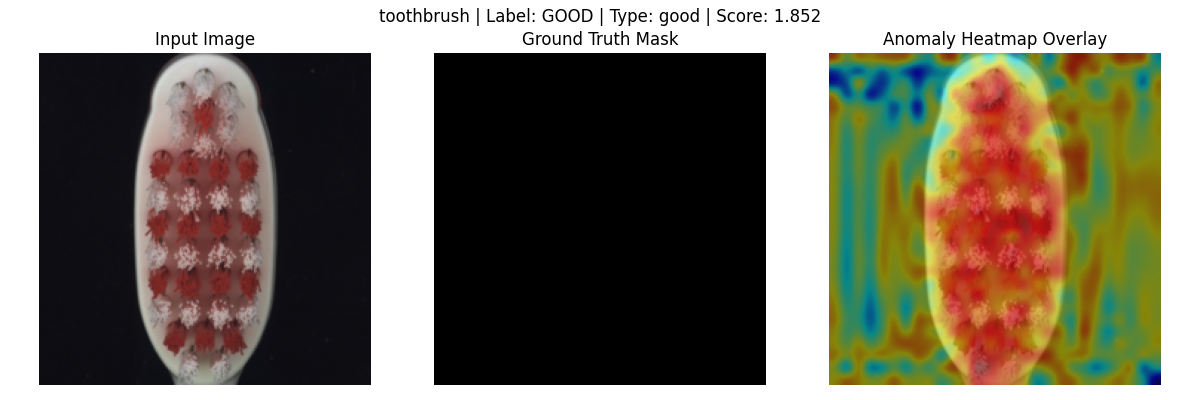 toothbrush | Label: GOOD | Type: good | Score: 1.852
Input Image
Ground Truth Mask
Anomaly Heatmap Overlay